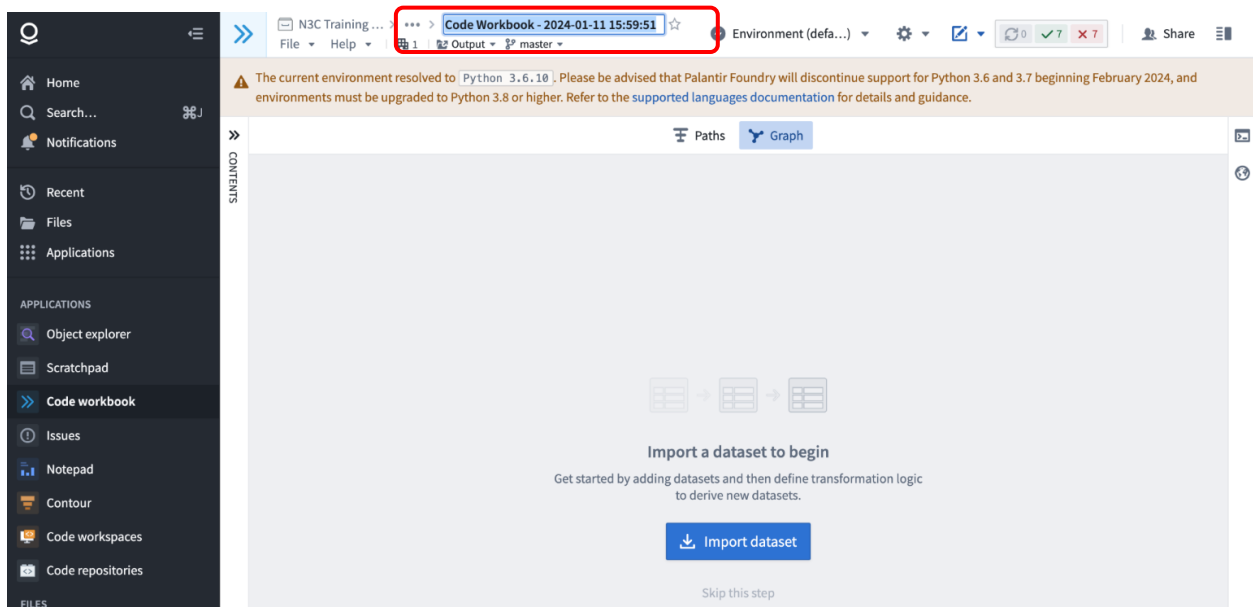 N3C Training ... > ••• > Code Workbook - 2024-01-11 15:59:51
File Help 1 Output master
Environment (defa...)
0 7 7
Share
The current environment resolved to Python 3.6.10. Please be advised that Palantir Foundry will discontinue support for Python 3.6 and 3.7 beginning February 2024, and
environments must be upgraded to Python 3.8 or higher. Refer to the supported languages documentation for details and guidance.
Home
Search... ⌘J
Notifications
Recent
Files
Applications
APPLICATIONS
Object explorer
Scratchpad
Code workbook
Issues
Notepad
Contour
Code workspaces
Code repositories
FILES
CONTENTS
Paths Graph
Import a dataset to begin
Get started by adding datasets and then define transformation logic
to derive new datasets.
Import dataset
Skip this step